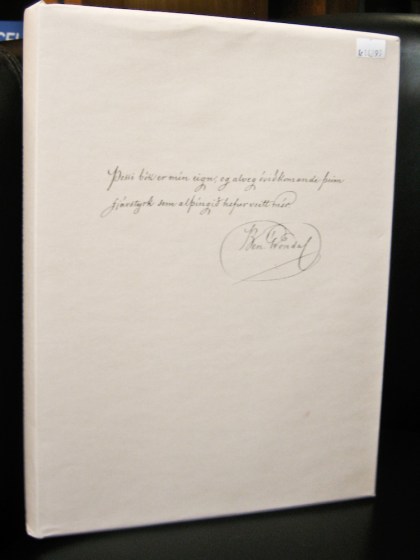 Þessi bók er mín eign, og alveg óviðkomandi þeim
fjárstyrk sem alþingið hefur veitt mér
Ben Gröndal